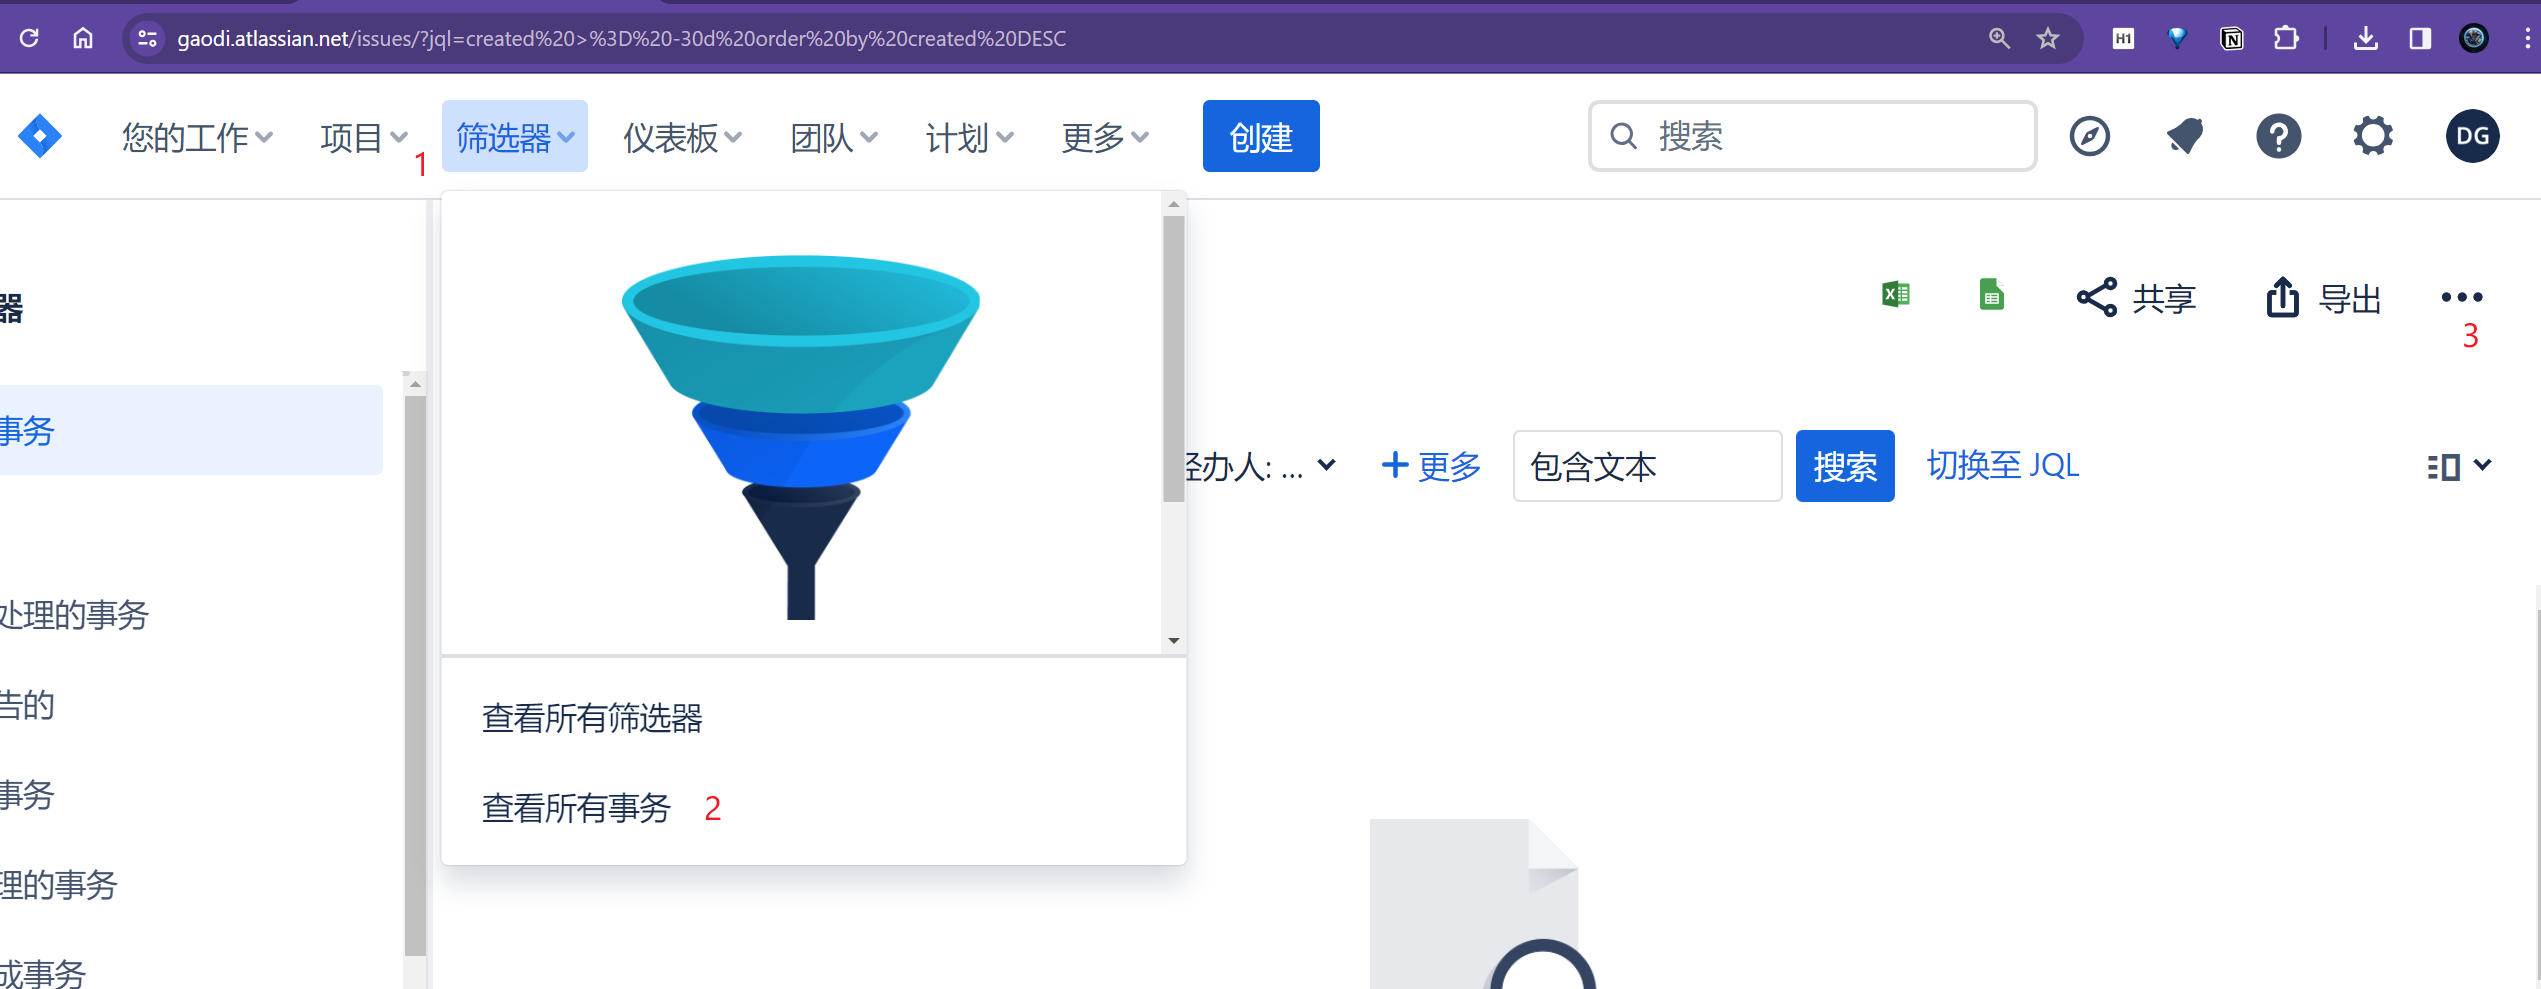 gaodi.atlassian.net/issues/?jql=created%20>%3D%20-30d%20order%20by%20created%20DESC
H1
N
您的工作 项目 筛选器 仪表板 团队 计划 更多 创建 搜索 DG
1
器
X 共享 导出
3
事务
经办人: ... 更多 包含文本 搜索 切换至 JQL
处理的事务
告的
查看所有筛选器
事务
查看所有事务 2
理的事务
成事务